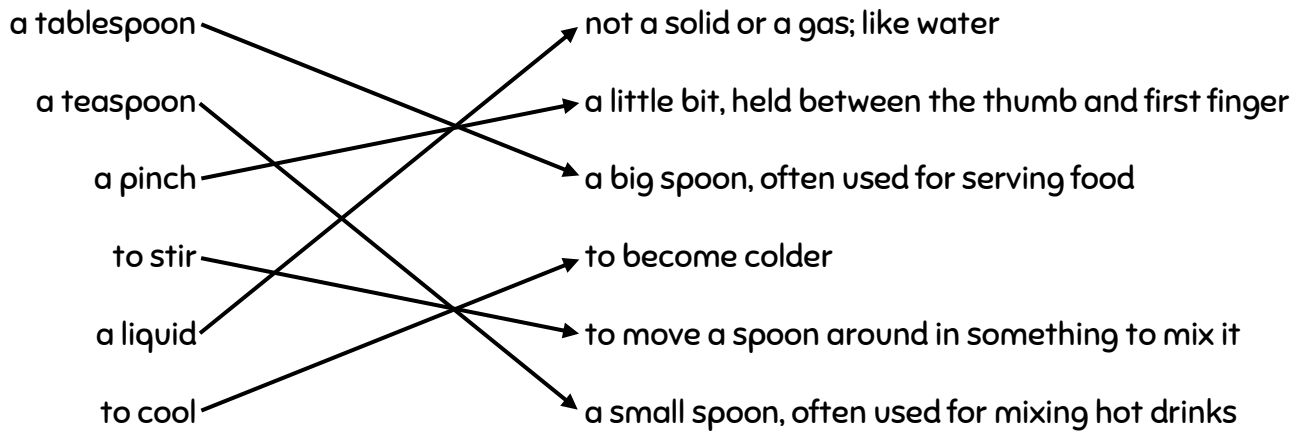 a tablespoon
not a solid or a gas; like water
a teaspoon
a little bit, held between the thumb and first finger
a pinch
a big spoon, often used for serving food
to stir
to become colder
a liquid
to move a spoon around in something to mix it
to cool
a small spoon, often used for mixing hot drinks